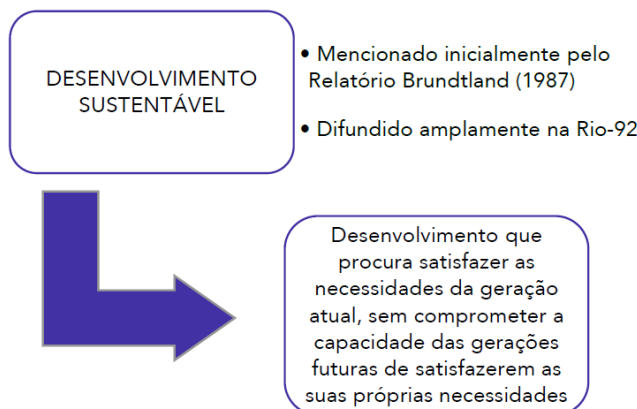 DESENVOLVIMENTO
SUSTENTÁVEL
• Mencionado inicialmente pelo
Relatório Brundtland (1987)
• Difundido amplamente na Rio-92
Desenvolvimento que
procura satisfazer as
necessidades da geração
atual, sem comprometer a
capacidade das gerações
futuras de satisfazerem as
suas próprias necessidades